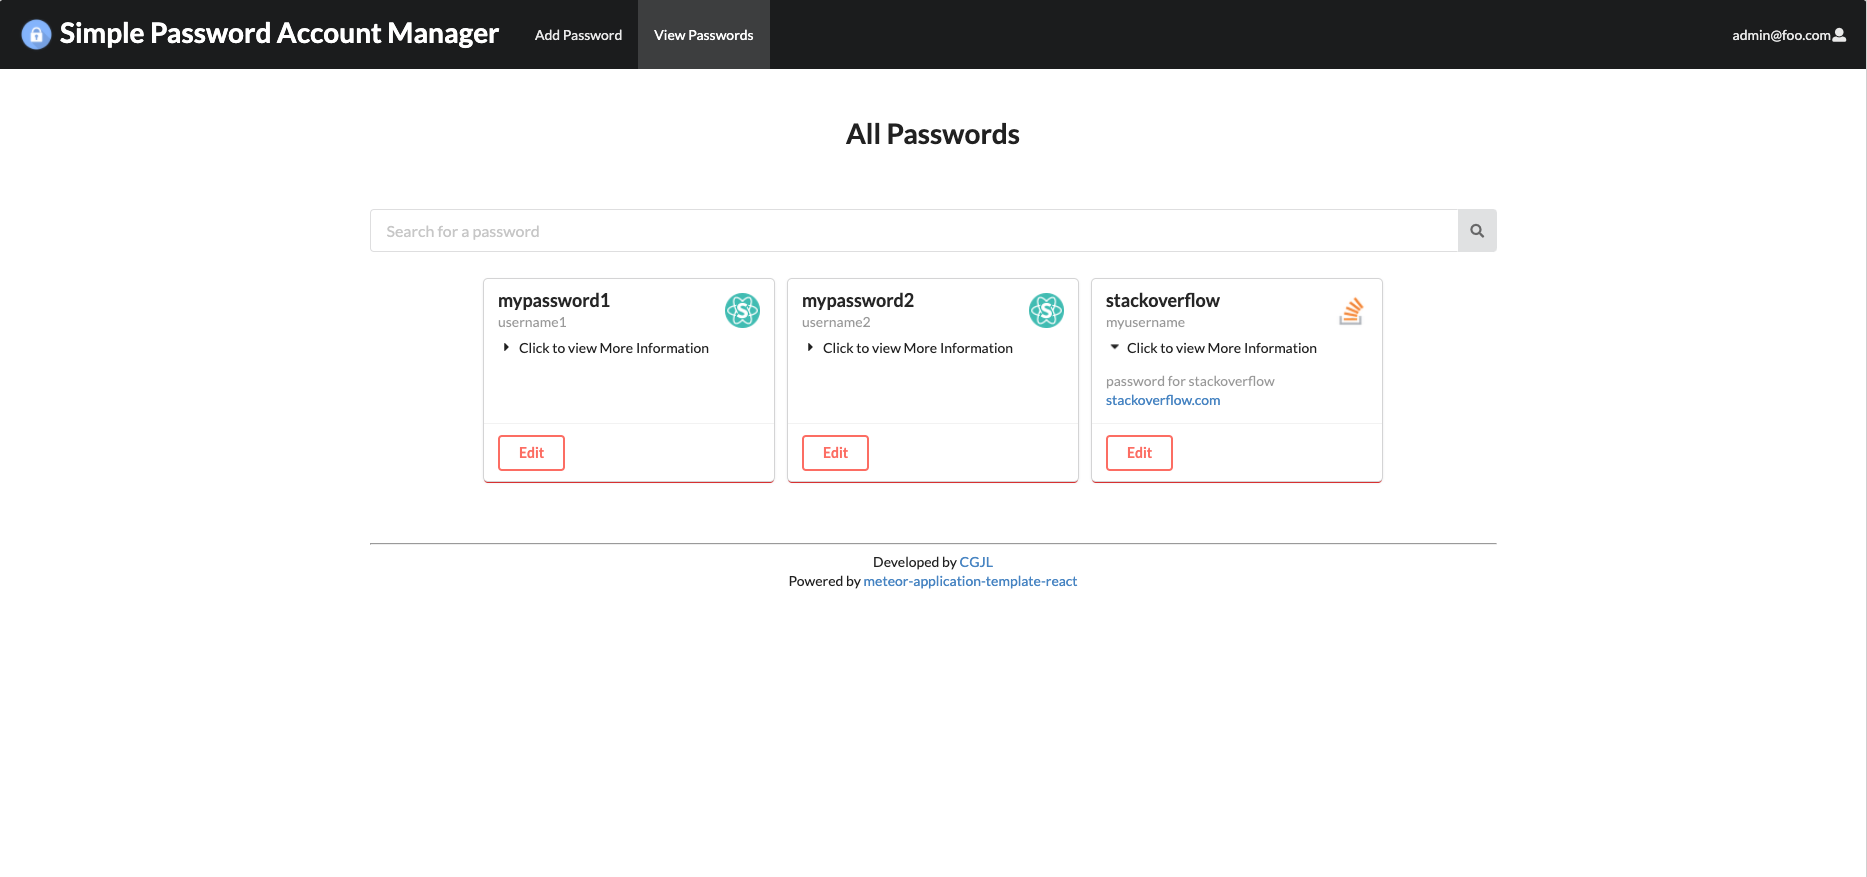 Simple Password Account Manager Add Password View Passwords admin@foo.com
All Passwords
Search for a password
mypassword1
username1
Click to view More Information
Edit
mypassword2
username2
Click to view More Information
Edit
stackoverflow
myusername
Click to view More Information
password for stackoverflow
stackoverflow.com
Edit
Developed by CGJL
Powered by meteor-application-template-react